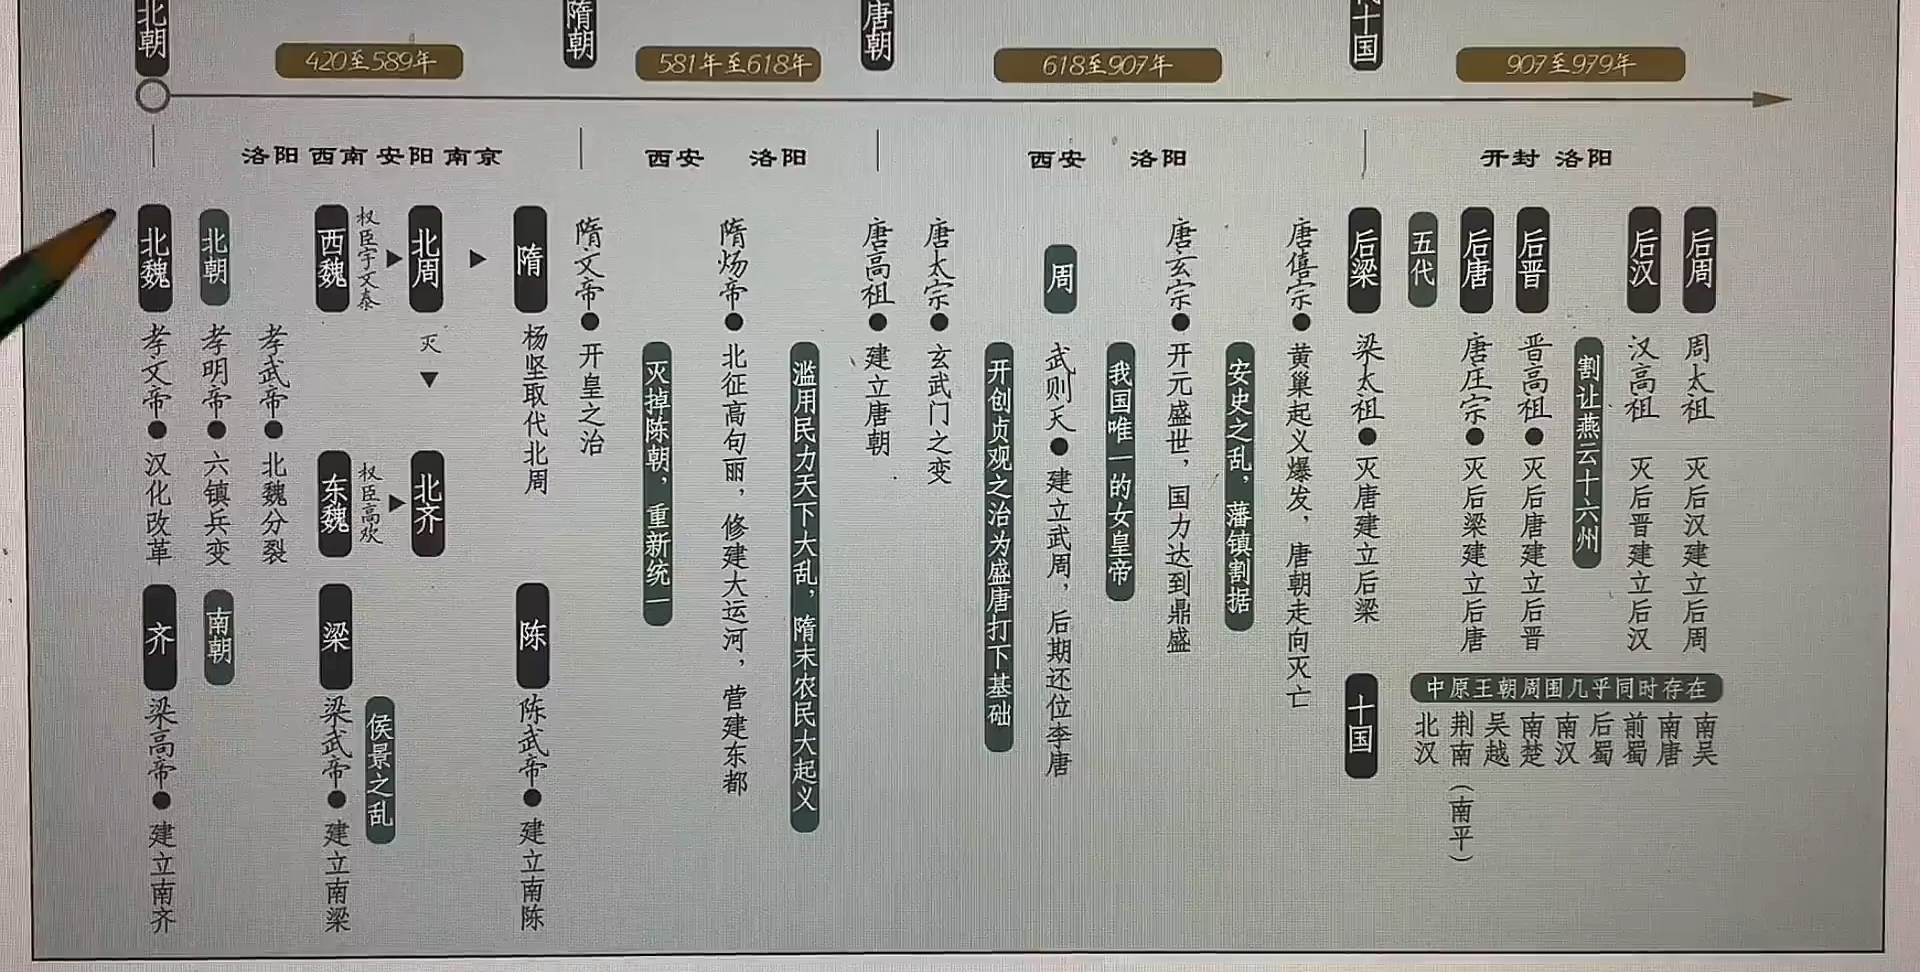 北朝
隋朝
唐朝
十国
420至589年
581年至618年
618至907年
907至979年
洛阳 西南 安阳 南京
西安 洛阳
西安 洛阳
开封 洛阳
北魏
孝文帝●汉化改革
北朝
孝明帝●六镇兵变
孝武帝●北魏分裂
西魏
权臣宇文泰
北周
灭
东魏
权臣高欢
北齐
隋
杨坚取代北周
齐
梁高帝●建立南齐
南朝
梁
梁武帝●建立南梁
侯景之乱
陈
陈武帝●建立南陈
隋文帝●开皇之治
灭掉陈朝，重新统一
隋炀帝●北征高句丽，修建大运河，营建东都
滥用民力天下大乱，隋末农民大起义
唐高祖●建立唐朝
唐太宗●玄武门之变
开创贞观之治为盛唐打下基础
周
武则天●建立武周，后期还位李唐
我国唯一的女皇帝
唐玄宗●开元盛世，国力达到鼎盛
安史之乱，藩镇割据
唐僖宗●黄巢起义爆发，唐朝走向灭亡
后梁
梁太祖●灭唐建立后梁
五代
后唐
唐庄宗●灭后梁建立后唐
后晋
晋高祖●灭后唐建立后晋
割让燕云十六州
后汉
汉高祖 灭后晋建立后汉
后周
周太祖 灭后汉建立后周
十国
中原王朝周围几乎同时存在
北汉
荆南（南平）
吴越
南楚
南汉
后蜀
前蜀
南唐
南吴